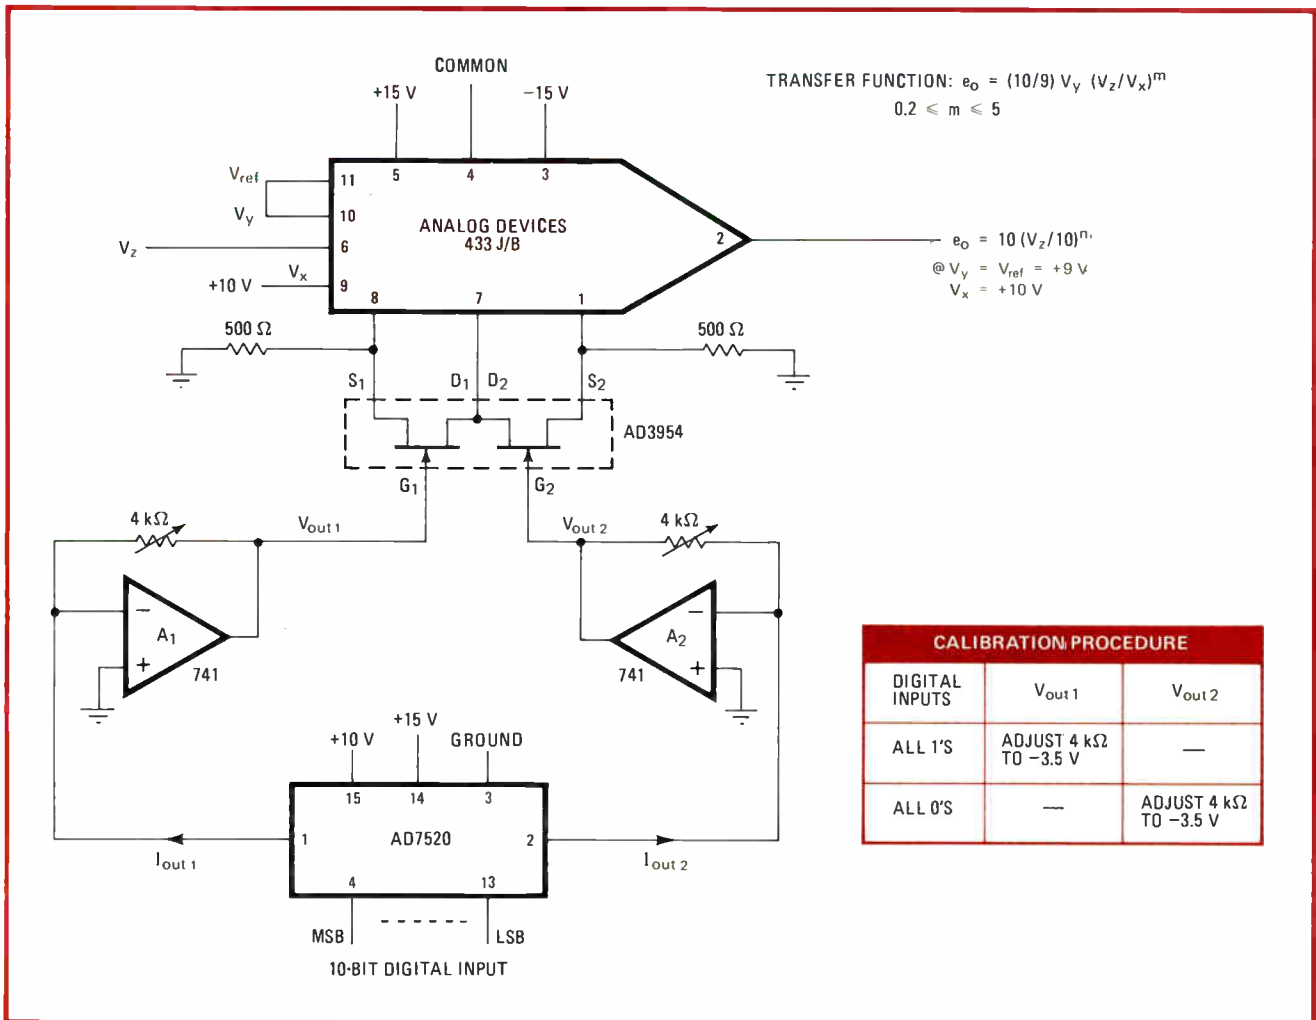 COMMON
+15 V
−15 V
TRANSFER FUNCTION: eo = (10/9) Vy (Vz/Vx)m
0.2 ⩽ m ⩽ 5
5
4
3
Vref
11
Vy
10
ANALOG DEVICES
433 J/B
2
Vz
6
Vx
+10 V
9
8
7
1
eo = 10 (Vz/10)n
@ Vy = Vref = +9 V
Vx = +10 V
500 Ω
500 Ω
S1
D1
D2
S2
AD3954
G1
G2
4 kΩ
Vout 1
Vout 2
4 kΩ
−
A1
+
741
−
A2
+
741
+10 V
+15 V
GROUND
15
14
3
1
AD7520
2
Iout 1
Iout 2
4
13
MSB
LSB
10-BIT DIGITAL INPUT
CALIBRATION PROCEDURE
DIGITAL INPUTS
Vout 1
Vout 2
ALL 1'S
ADJUST 4 kΩ
TO −3.5 V
—
ALL 0'S
—
ADJUST 4 kΩ
TO −3.5 V